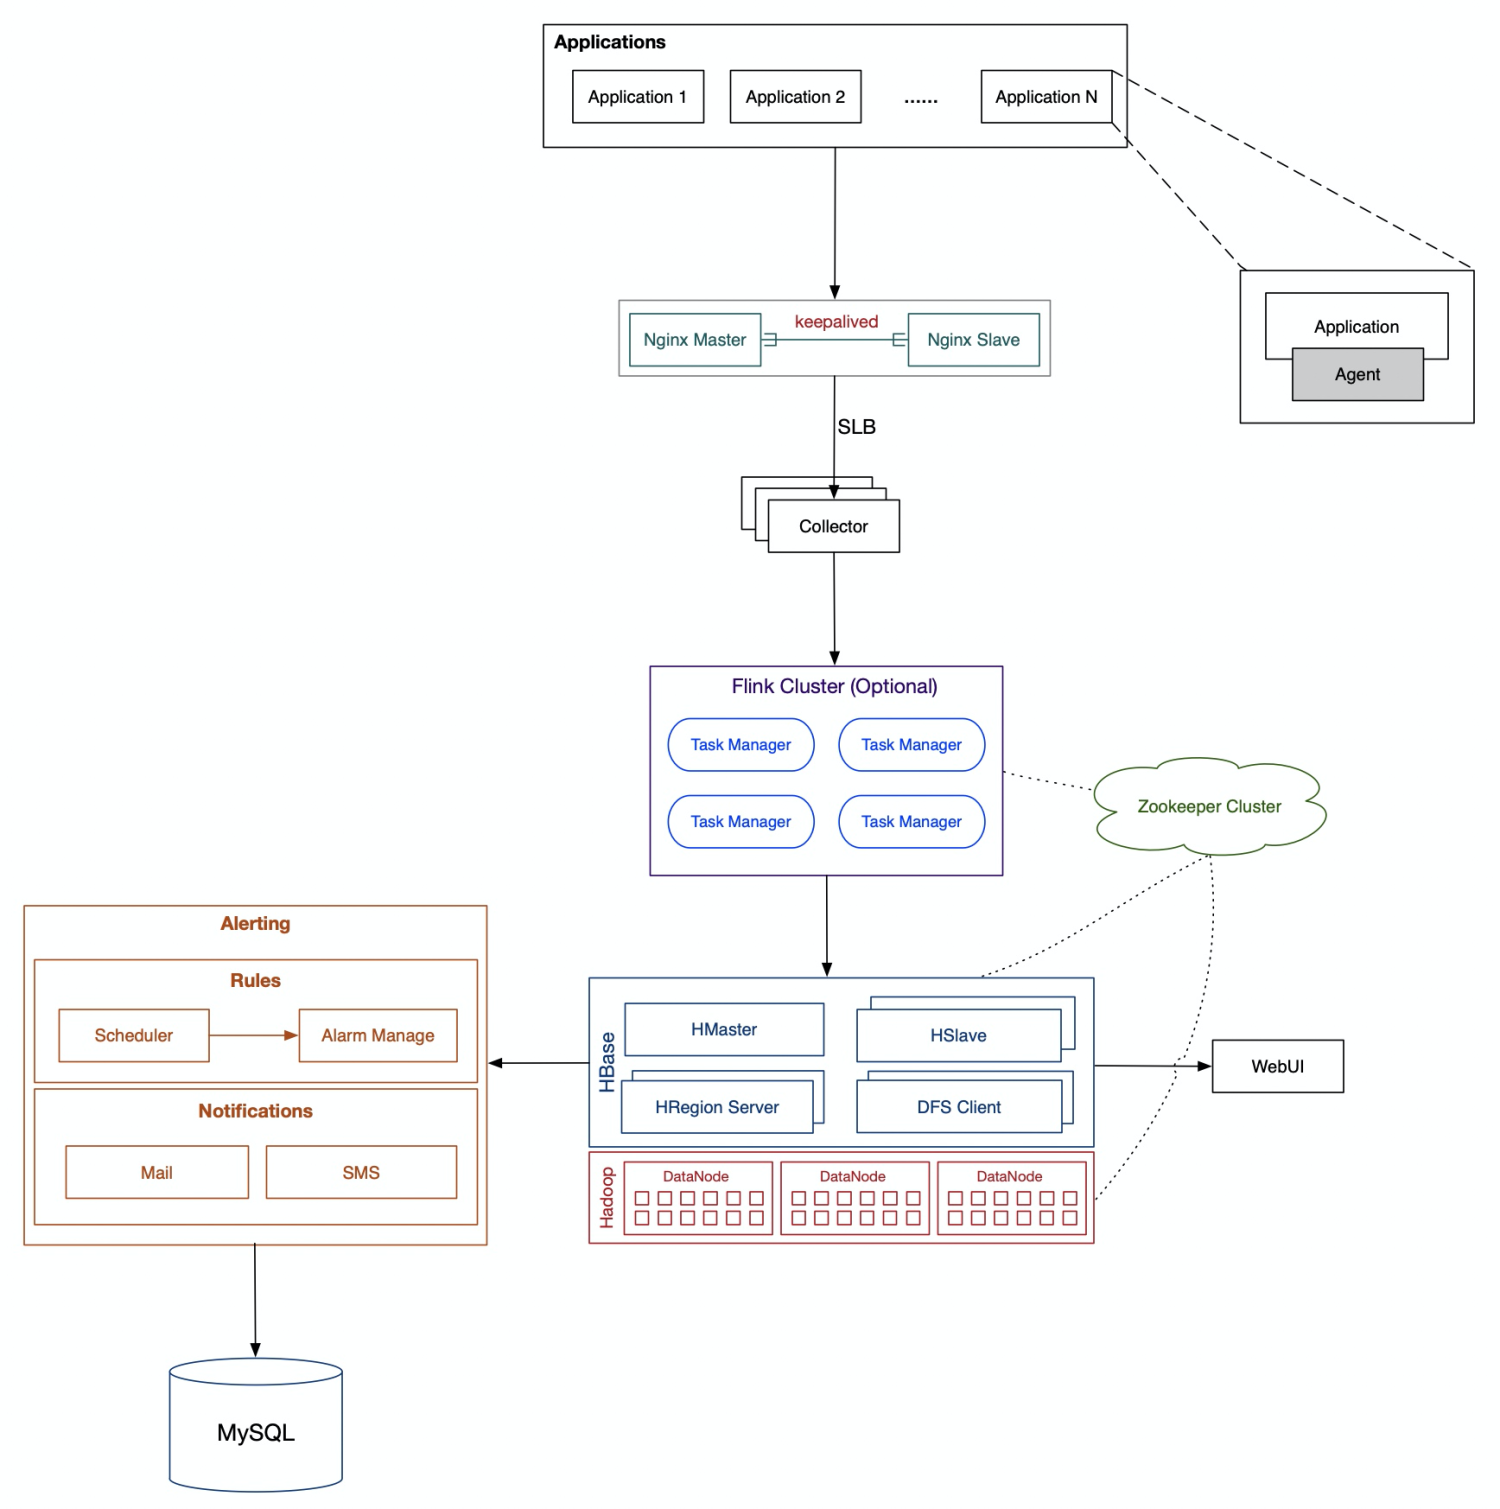 Applications
Application 1
Application 2
......
Application N
keepalived
Nginx Master
Nginx Slave
Application
Agent
SLB
Collector
Flink Cluster (Optional)
Task Manager
Task Manager
Task Manager
Task Manager
Zookeeper Cluster
Alerting
Rules
Scheduler
Alarm Manage
Notifications
Mail
SMS
HBase
HMaster
HSlave
HRegion Server
DFS Client
WebUI
Hadoop
DataNode
DataNode
DataNode
MySQL